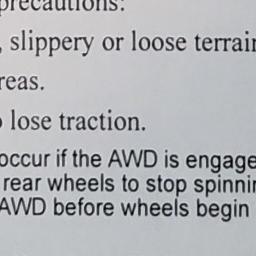 precautions:
, slippery or loose terrain
reas.
lose traction.
occur if the AWD is engage
rear wheels to stop spinnin
AWD before wheels begin